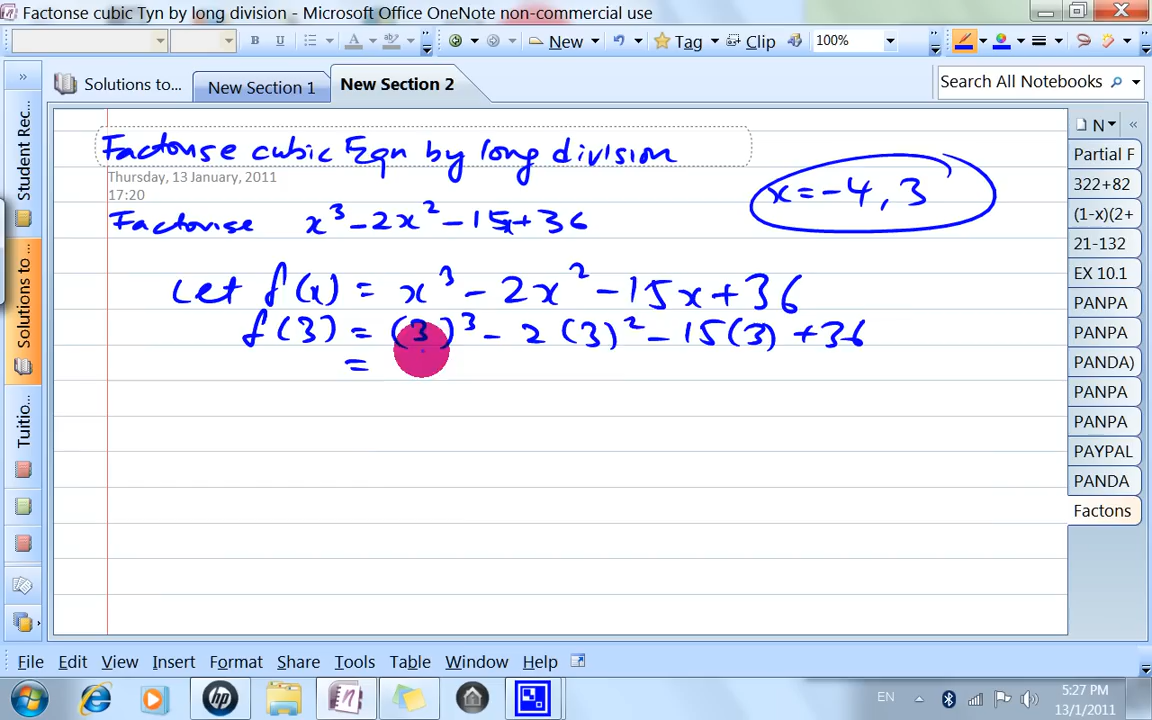 Factonse cubic Tyn by long division - Microsoft Office OneNote non-commercial use
B U A ab New Tag Clip 100%
Solutions to... New Section 1 New Section 2 Search All Notebooks
Student Rec...
Solutions to...
Tuitio...
Factorise cubic Eqn by long division
Thursday, 13 January, 2011
17:20
x = -4, 3
Factorise x³ - 2x² - 15x + 36
Let f(x) = x³ - 2x² - 15x + 36
f(3) = (3)³ - 2(3)² - 15(3) + 36
=
N
Partial F
322+82
(1-x)(2+
21-132
EX 10.1
PANPA
PANPA
PANDA)
PANPA
PANPA
PAYPAL
PANDA
Factons
File Edit View Insert Format Share Tools Table Window Help
hp EN 5:27 PM
13/1/2011